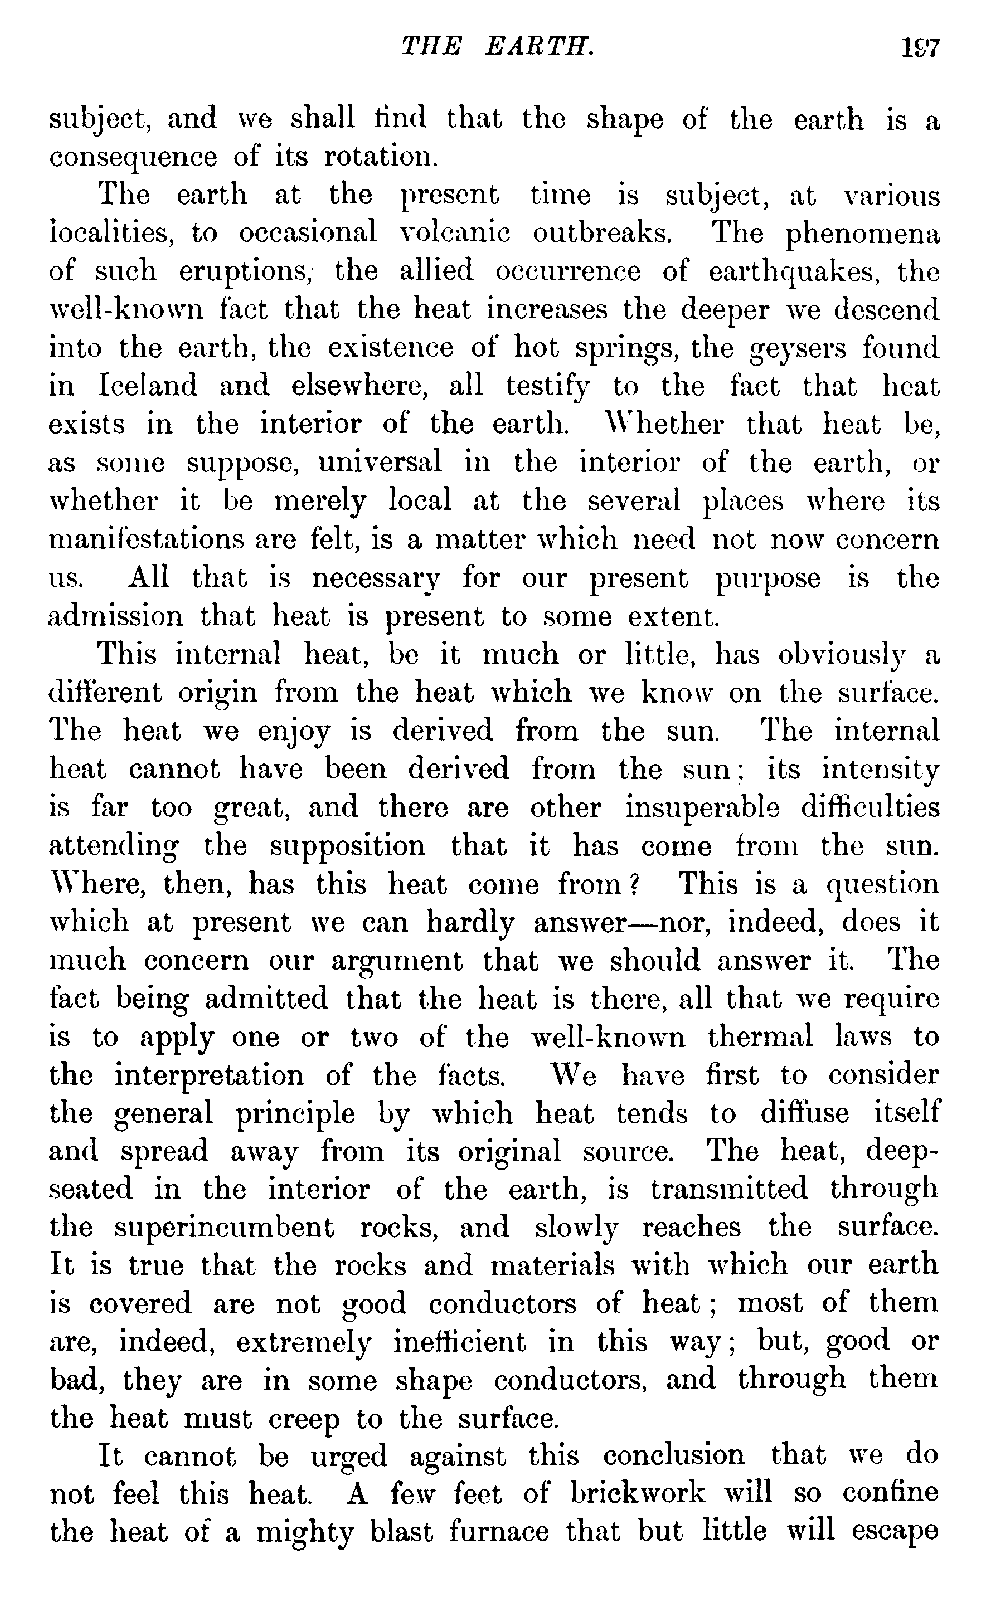 THE EARTH. 197
subject, and we shall find that the shape of the earth is a
consequence of its rotation.
The earth at the present time is subject, at various
localities, to occasional volcanic outbreaks. The phenomena
of such eruptions, the allied occurrence of earthquakes, the
well-known fact that the heat increases the deeper we descend
into the earth, the existence of hot springs, the geysers found
in Iceland and elsewhere, all testify to the fact that heat
exists in the interior of the earth. Whether that heat be,
as some suppose, universal in the interior of the earth, or
whether it be merely local at the several places where its
manifestations are felt, is a matter which need not now concern
us. All that is necessary for our present purpose is the
admission that heat is present to some extent.
This internal heat, be it much or little, has obviously a
different origin from the heat which we know on the surface.
The heat we enjoy is derived from the sun. The internal
heat cannot have been derived from the sun; its intensity
is far too great, and there are other insuperable difficulties
attending the supposition that it has come from the sun.
Where, then, has this heat come from? This is a question
which at present we can hardly answer—nor, indeed, does it
much concern our argument that we should answer it. The
fact being admitted that the heat is there, all that we require
is to apply one or two of the well-known thermal laws to
the interpretation of the facts. We have first to consider
the general principle by which heat tends to diffuse itself
and spread away from its original source. The heat, deep-
seated in the interior of the earth, is transmitted through
the superincumbent rocks, and slowly reaches the surface.
It is true that the rocks and materials with which our earth
is covered are not good conductors of heat; most of them
are, indeed, extremely inefficient in this way; but, good or
bad, they are in some shape conductors, and through them
the heat must creep to the surface.
It cannot be urged against this conclusion that we do
not feel this heat. A few feet of brickwork will so confine
the heat of a mighty blast furnace that but little will escape